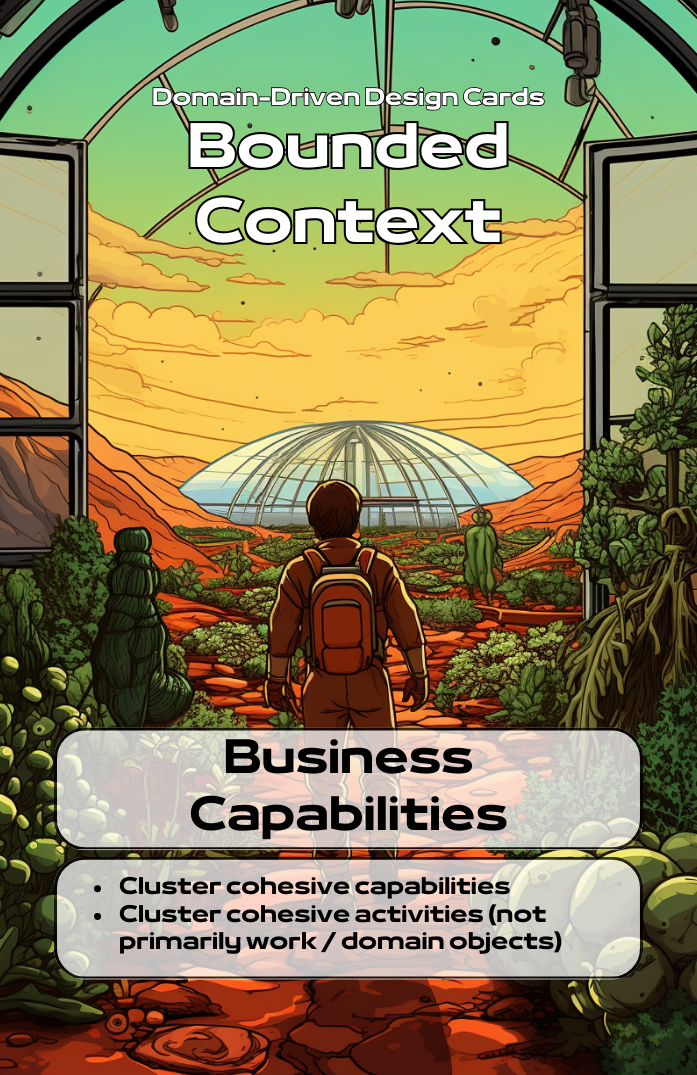 Domain-Driven Design Cards
Bounded
Context
Business
Capabilities
• Cluster cohesive capabilities
• Cluster cohesive activities (not
primarily work / domain objects)